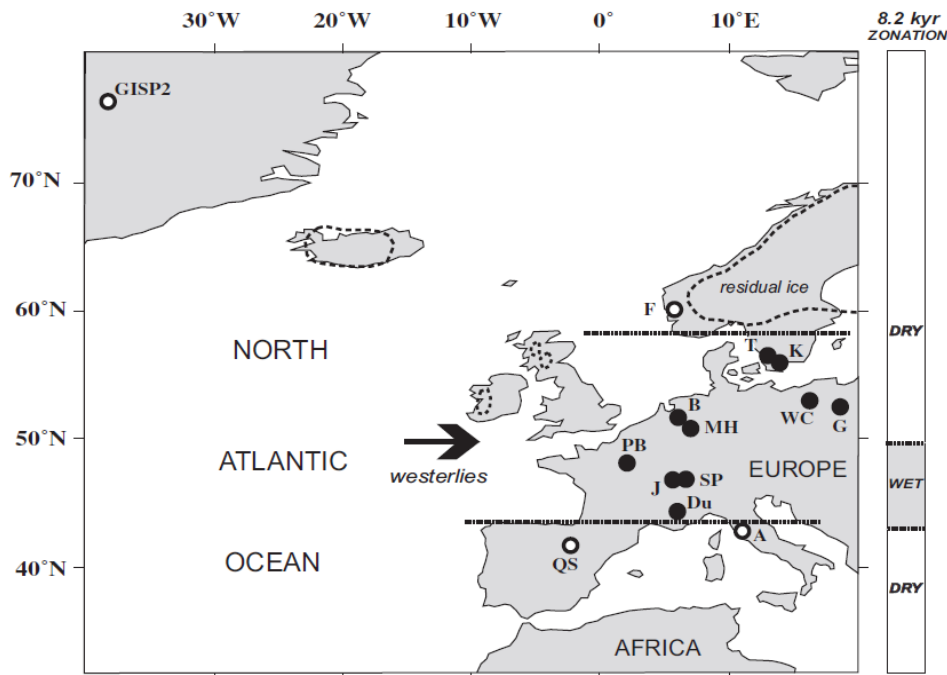 30˚W 20˚W 10˚W 0˚ 10˚E 8.2 kyr
ZONATION
GISP2
70˚N
residual ice
F
60˚N
DRY
NORTH
T K
B
WC G
MH
50˚N
PB
ATLANTIC
EUROPE
westerlies
J SP
WET
Du
A
OCEAN
QS
40˚N
DRY
AFRICA